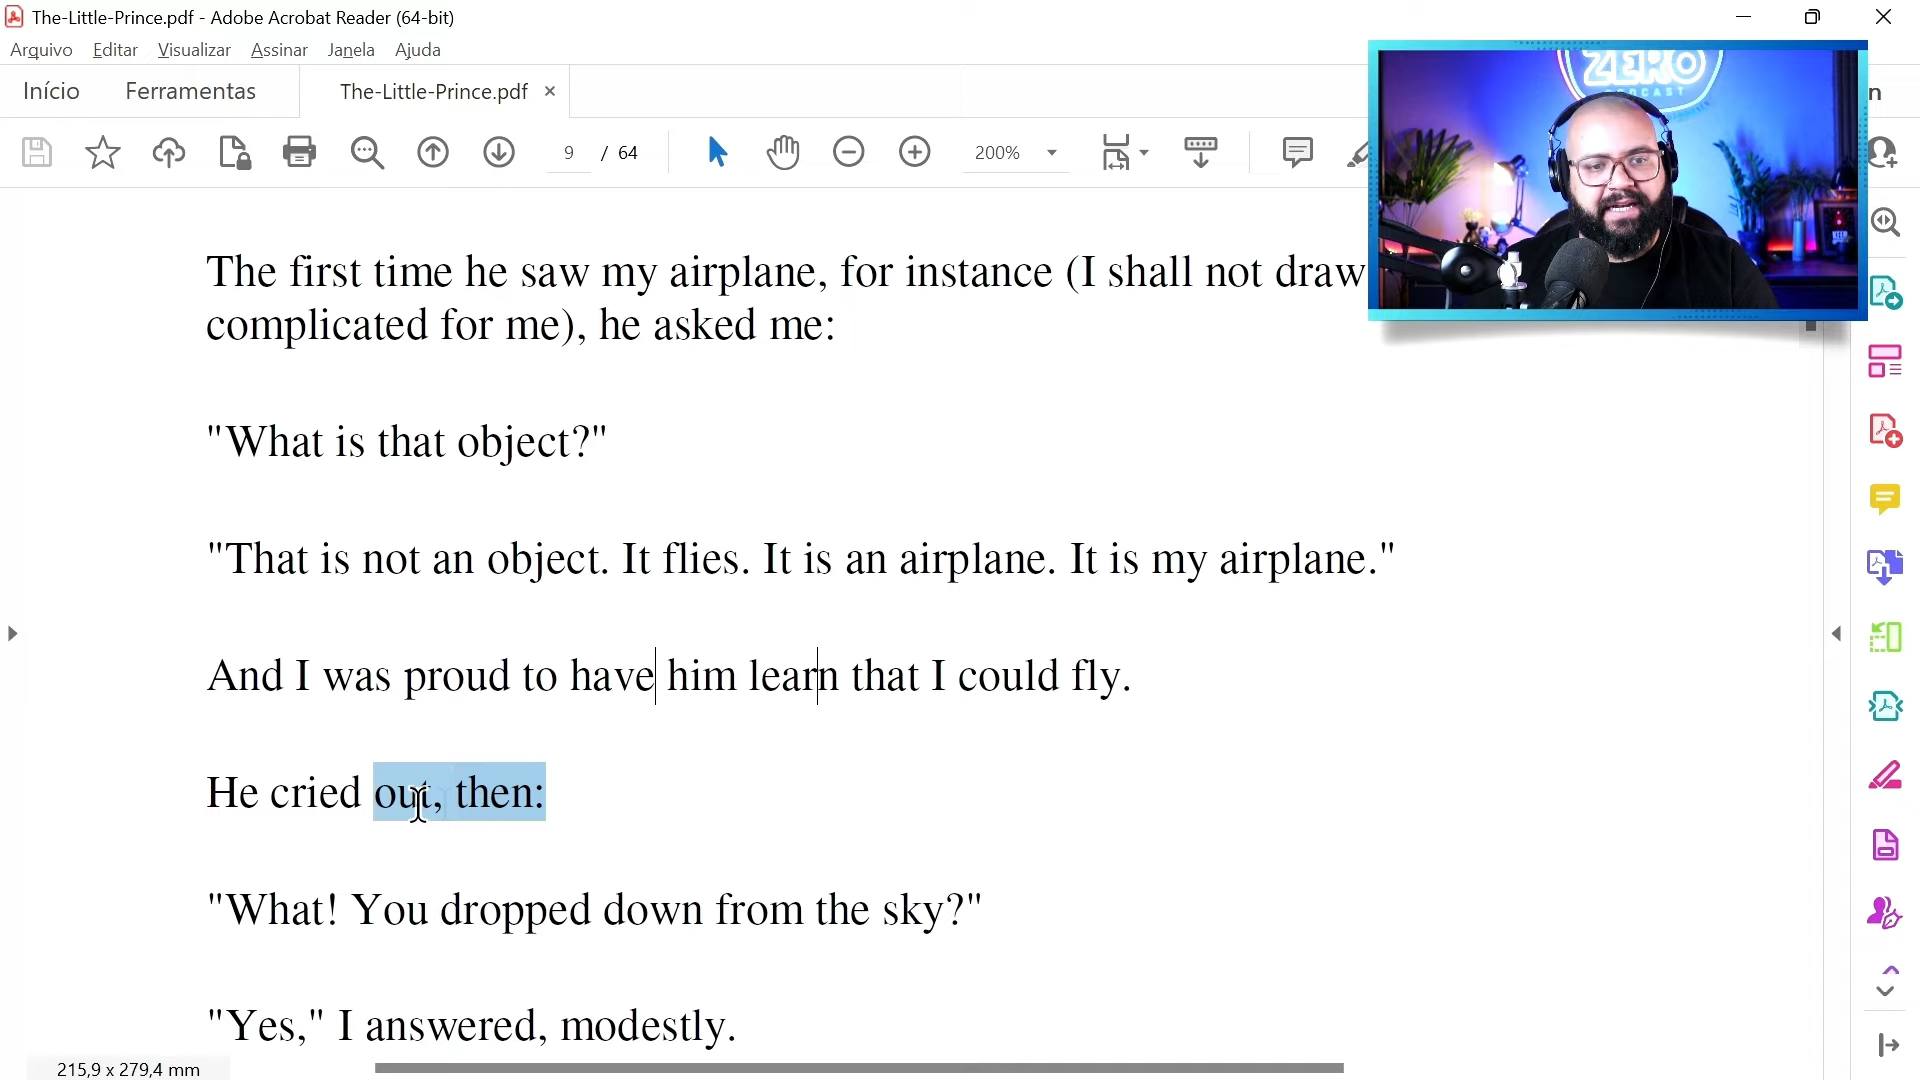 The-Little-Prince.pdf - Adobe Acrobat Reader (64-bit)
Arquivo Editar Visualizar Assinar Janela Ajuda
Início Ferramentas The-Little-Prince.pdf
9 / 64 200%
ZERO
The first time he saw my airplane, for instance (I shall not draw
complicated for me), he asked me:
"What is that object?"
"That is not an object. It flies. It is an airplane. It is my airplane."
And I was proud to have him learn that I could fly.
He cried out, then:
"What! You dropped down from the sky?"
"Yes," I answered, modestly.
215,9 x 279,4 mm